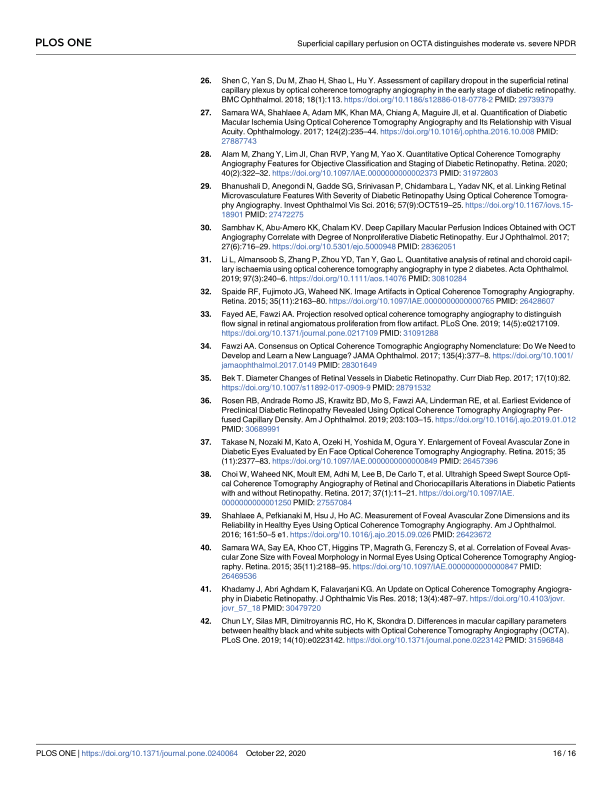 PLOS ONE
Superficial capillary perfusion on OCTA distinguishes moderate vs. severe NPDR
26. Shen C, Yan S, Du M, Zhao H, Shao L, Hu Y. Assessment of capillary dropout in the superficial retinal
capillary plexus by optical coherence tomography angiography in the early stage of diabetic retinopathy.
BMC Ophthalmol. 2018; 18(1):113. https://doi.org/10.1186/s12886-018-0778-2 PMID: 29739379
27. Samara WA, Shahlaee A, Adam MK, Khan MA, Chiang A, Maguire JI, et al. Quantification of Diabetic
Macular Ischemia Using Optical Coherence Tomography Angiography and Its Relationship with Visual
Acuity. Ophthalmology. 2017; 124(2):235–44. https://doi.org/10.1016/j.ophtha.2016.10.008 PMID:
27887743
28. Alam M, Zhang Y, Lim JI, Chan RVP, Yang M, Yao X. Quantitative Optical Coherence Tomography
Angiography Features for Objective Classification and Staging of Diabetic Retinopathy. Retina. 2020;
40(2):322–32. https://doi.org/10.1097/IAE.0000000000002373 PMID: 31972803
29. Bhanushali D, Anegondi N, Gadde SG, Srinivasan P, Chidambara L, Yadav NK, et al. Linking Retinal
Microvasculature Features With Severity of Diabetic Retinopathy Using Optical Coherence Tomogra-
phy Angiography. Invest Ophthalmol Vis Sci. 2016; 57(9):OCT519–25. https://doi.org/10.1167/iovs.15-
18901 PMID: 27472275
30. Sambhav K, Abu-Amero KK, Chalam KV. Deep Capillary Macular Perfusion Indices Obtained with OCT
Angiography Correlate with Degree of Nonproliferative Diabetic Retinopathy. Eur J Ophthalmol. 2017;
27(6):716–29. https://doi.org/10.5301/ejo.5000948 PMID: 28362051
31. Li L, Almansoob S, Zhang P, Zhou YD, Tan Y, Gao L. Quantitative analysis of retinal and choroid capil-
lary ischaemia using optical coherence tomography angiography in type 2 diabetes. Acta Ophthalmol.
2019; 97(3):240–6. https://doi.org/10.1111/aos.14076 PMID: 30810284
32. Spaide RF, Fujimoto JG, Waheed NK. Image Artifacts in Optical Coherence Tomography Angiography.
Retina. 2015; 35(11):2163–80. https://doi.org/10.1097/IAE.0000000000000765 PMID: 26428607
33. Fayed AE, Fawzi AA. Projection resolved optical coherence tomography angiography to distinguish
flow signal in retinal angiomatous proliferation from flow artifact. PLoS One. 2019; 14(5):e0217109.
https://doi.org/10.1371/journal.pone.0217109 PMID: 31091288
34. Fawzi AA. Consensus on Optical Coherence Tomographic Angiography Nomenclature: Do We Need to
Develop and Learn a New Language? JAMA Ophthalmol. 2017; 135(4):377–8. https://doi.org/10.1001/
jamaophthalmol.2017.0149 PMID: 28301649
35. Bek T. Diameter Changes of Retinal Vessels in Diabetic Retinopathy. Curr Diab Rep. 2017; 17(10):82.
https://doi.org/10.1007/s11892-017-0909-9 PMID: 28791532
36. Rosen RB, Andrade Romo JS, Krawitz BD, Mo S, Fawzi AA, Linderman RE, et al. Earliest Evidence of
Preclinical Diabetic Retinopathy Revealed Using Optical Coherence Tomography Angiography Per-
fused Capillary Density. Am J Ophthalmol. 2019; 203:103–15. https://doi.org/10.1016/j.ajo.2019.01.012
PMID: 30689991
37. Takase N, Nozaki M, Kato A, Ozeki H, Yoshida M, Ogura Y. Enlargement of Foveal Avascular Zone in
Diabetic Eyes Evaluated by En Face Optical Coherence Tomography Angiography. Retina. 2015; 35
(11):2377–83. https://doi.org/10.1097/IAE.0000000000000849 PMID: 26457396
38. Choi W, Waheed NK, Moult EM, Adhi M, Lee B, De Carlo T, et al. Ultrahigh Speed Swept Source Opti-
cal Coherence Tomography Angiography of Retinal and Choriocapillaris Alterations in Diabetic Patients
with and without Retinopathy. Retina. 2017; 37(1):11–21. https://doi.org/10.1097/IAE.
0000000000001250 PMID: 27557084
39. Shahlaee A, Pefkianaki M, Hsu J, Ho AC. Measurement of Foveal Avascular Zone Dimensions and its
Reliability in Healthy Eyes Using Optical Coherence Tomography Angiography. Am J Ophthalmol.
2016; 161:50–5 e1. https://doi.org/10.1016/j.ajo.2015.09.026 PMID: 26423672
40. Samara WA, Say EA, Khoo CT, Higgins TP, Magrath G, Ferenczy S, et al. Correlation of Foveal Avas-
cular Zone Size with Foveal Morphology in Normal Eyes Using Optical Coherence Tomography Angiog-
raphy. Retina. 2015; 35(11):2188–95. https://doi.org/10.1097/IAE.0000000000000847 PMID:
26469536
41. Khadamy J, Abri Aghdam K, Falavarjani KG. An Update on Optical Coherence Tomography Angiogra-
phy in Diabetic Retinopathy. J Ophthalmic Vis Res. 2018; 13(4):487–97. https://doi.org/10.4103/jovr.
jovr_57_18 PMID: 30479720
42. Chun LY, Silas MR, Dimitroyannis RC, Ho K, Skondra D. Differences in macular capillary parameters
between healthy black and white subjects with Optical Coherence Tomography Angiography (OCTA).
PLoS One. 2019; 14(10):e0223142. https://doi.org/10.1371/journal.pone.0223142 PMID: 31596848
PLOS ONE | https://doi.org/10.1371/journal.pone.0240064 October 22, 2020
16 / 16